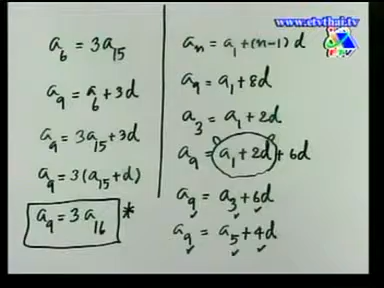 www.etvthai.tv
a₆ = 3a₁₅
a₉ = a₆ + 3d
a₉ = 3a₁₅ + 3d
a₉ = 3(a₁₅ + d)
a₉ = 3a₁₆ *
aₙ = a₁ + (n-1)d
a₉ = a₁ + 8d
a₃ = a₁ + 2d
a₉ = a₁ + 2d + 6d
a₉ = a₃ + 6d
a₉ = a₅ + 4d